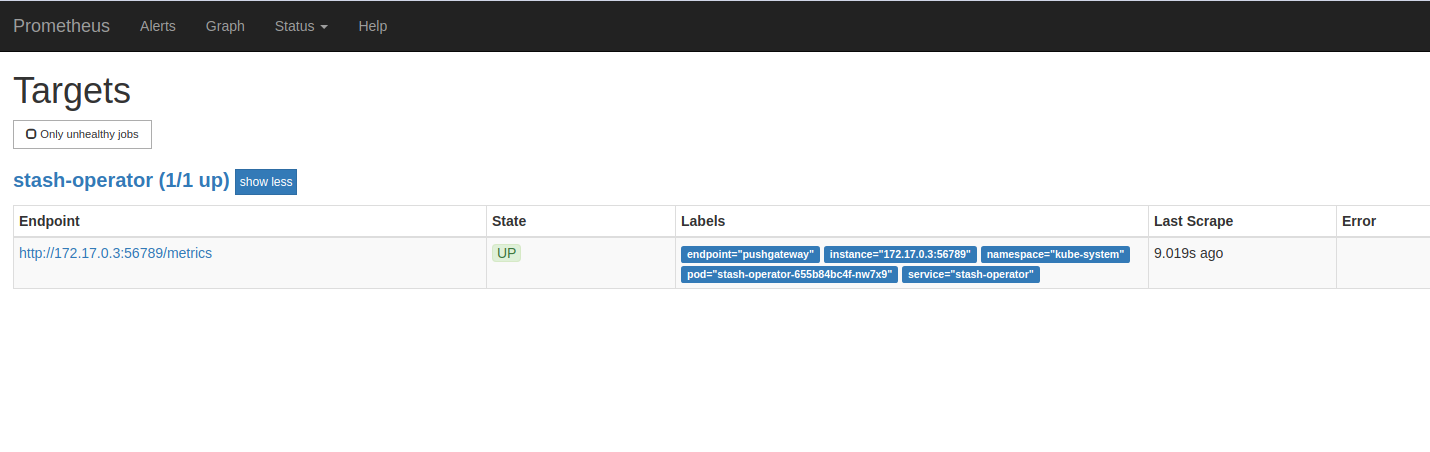 Prometheus Alerts Graph Status Help
Targets
Only unhealthy jobs
stash-operator (1/1 up) show less
Endpoint State Labels Last Scrape Error
http://172.17.0.3:56789/metrics UP endpoint="pushgateway" instance="172.17.0.3:56789" namespace="kube-system" 9.019s ago
pod="stash-operator-655b84bc4f-nw7x9" service="stash-operator"